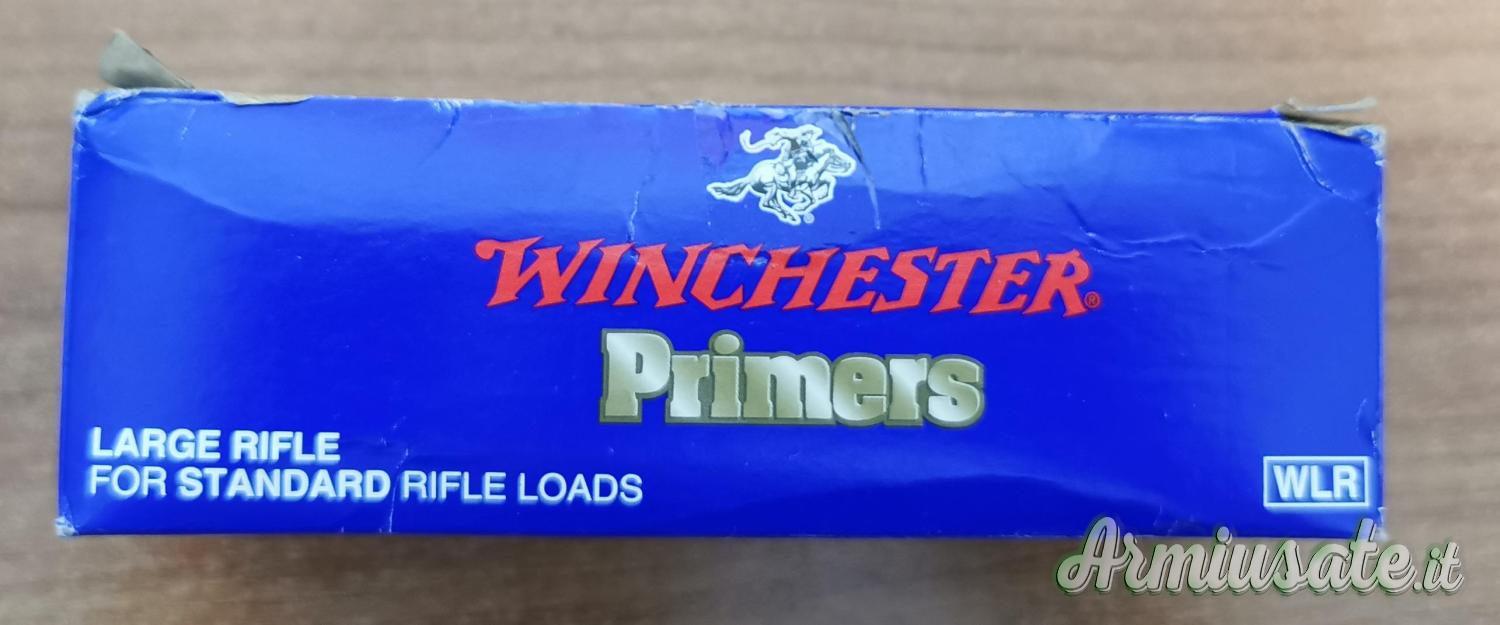 WINCHESTER®
Primers
LARGE RIFLE
FOR STANDARD RIFLE LOADS
WLR
Armiusate.it